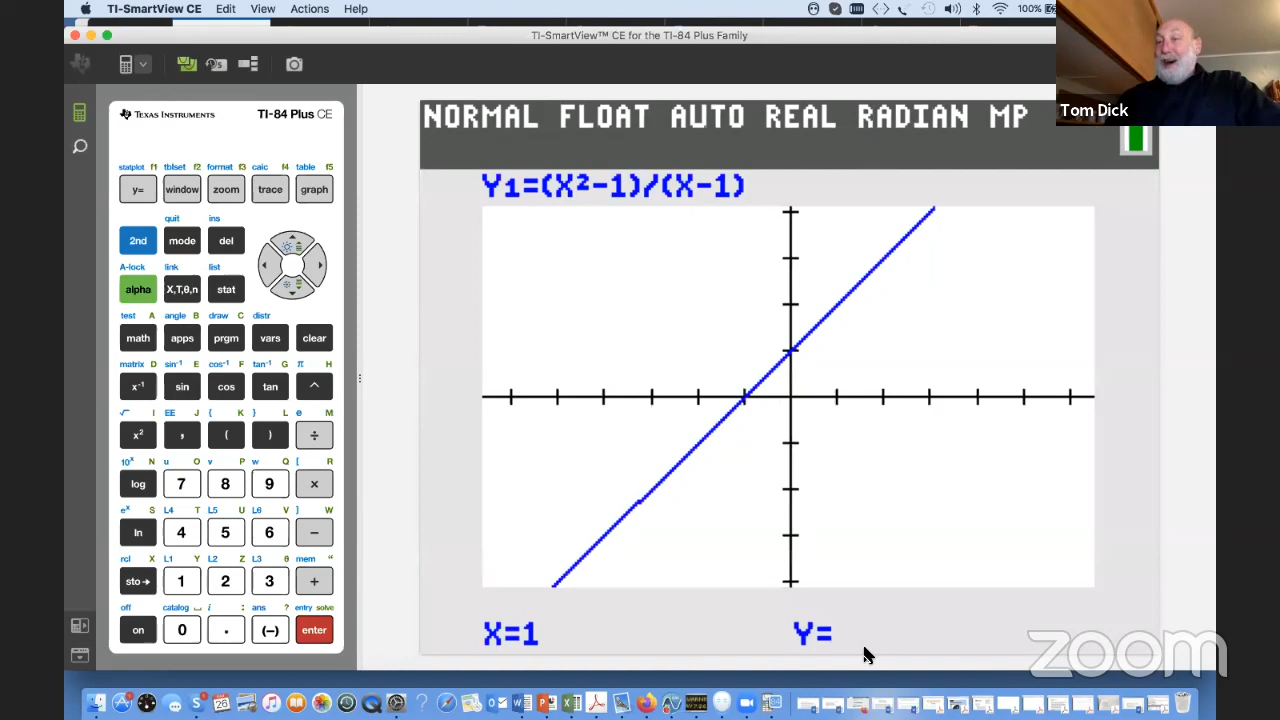 TI-SmartView CE Edit View Actions Help
100%
TI-SmartView™ CE for the TI-84 Plus Family
Tom Dick
TEXAS INSTRUMENTS TI-84 Plus CE
NORMAL FLOAT AUTO REAL RADIAN MP
Y₁=(X²-1)/(X-1)
statplot f1 tblset f2 format f3 calc f4 table f5
y= window zoom trace graph
quit ins
2nd mode del
A-lock link list
alpha X,T,θ,n stat
test A angle B draw C distr
math apps prgm vars clear
matrix D sin⁻¹ E cos⁻¹ F tan⁻¹ G π H
x⁻¹ sin cos tan ^
√ I EE J { K } L e M
x² , ( ) ÷
10ˣ N u O v P w Q [ R
log 7 8 9 ×
eˣ S L4 T L5 U L6 V ] W
ln 4 5 6 −
rcl X L1 Y L2 Z L3 θ mem “
sto→ 1 2 3 +
off catalog i : ans ? entry solve
on 0 . (−) enter
X=1 Y=
zoom